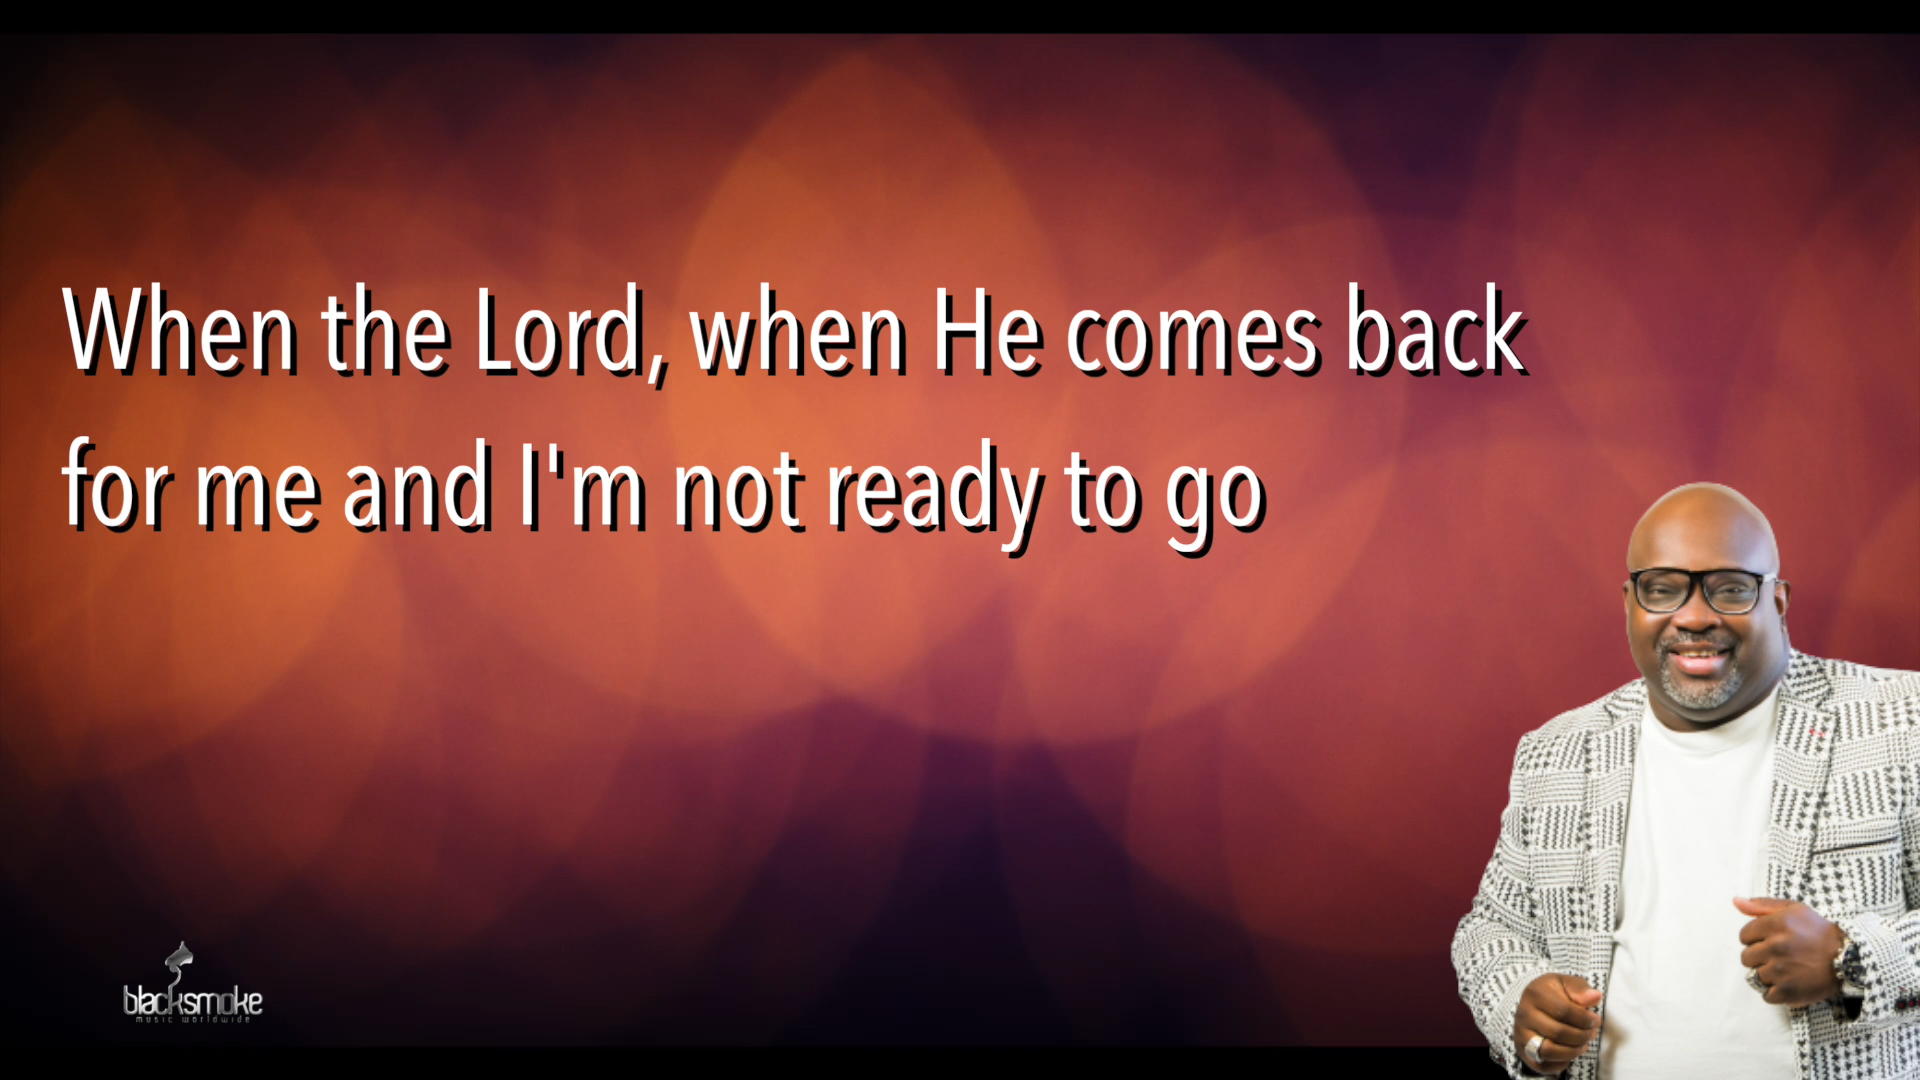 When the Lord, when He comes back
for me and I'm not ready to go
blacksmoke
music worldwide